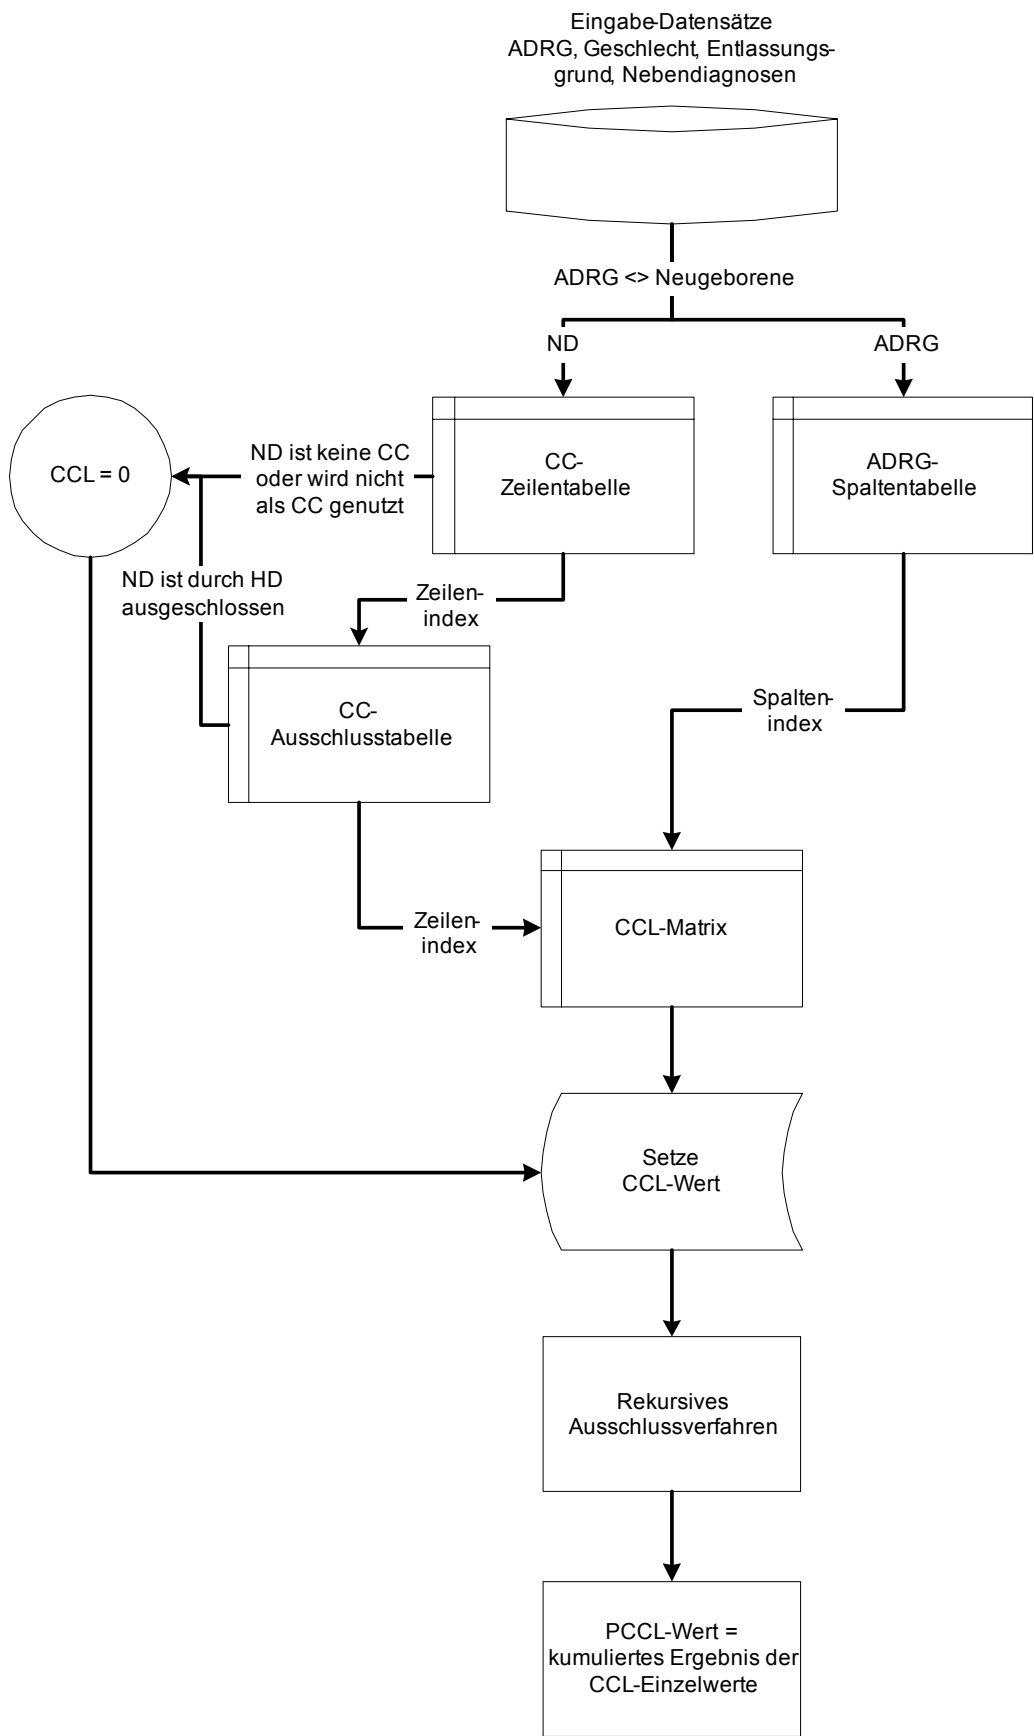 Eingabe-Datensätze
ADRG, Geschlecht, Entlassungs-
grund, Nebendiagnosen
ADRG <> Neugeborene
ND
ADRG
CCL = 0
ND ist keine CC
oder wird nicht
als CC genutzt
CC-
Zeilentabelle
ADRG-
Spaltentabelle
ND ist durch HD
ausgeschlossen
Zeilen-
index
CC-
Ausschlusstabelle
Spalten-
index
Zeilen-
index
CCL-Matrix
Setze
CCL-Wert
Rekursives
Ausschlussverfahren
PCCL-Wert =
kumuliertes Ergebnis der
CCL-Einzelwerte